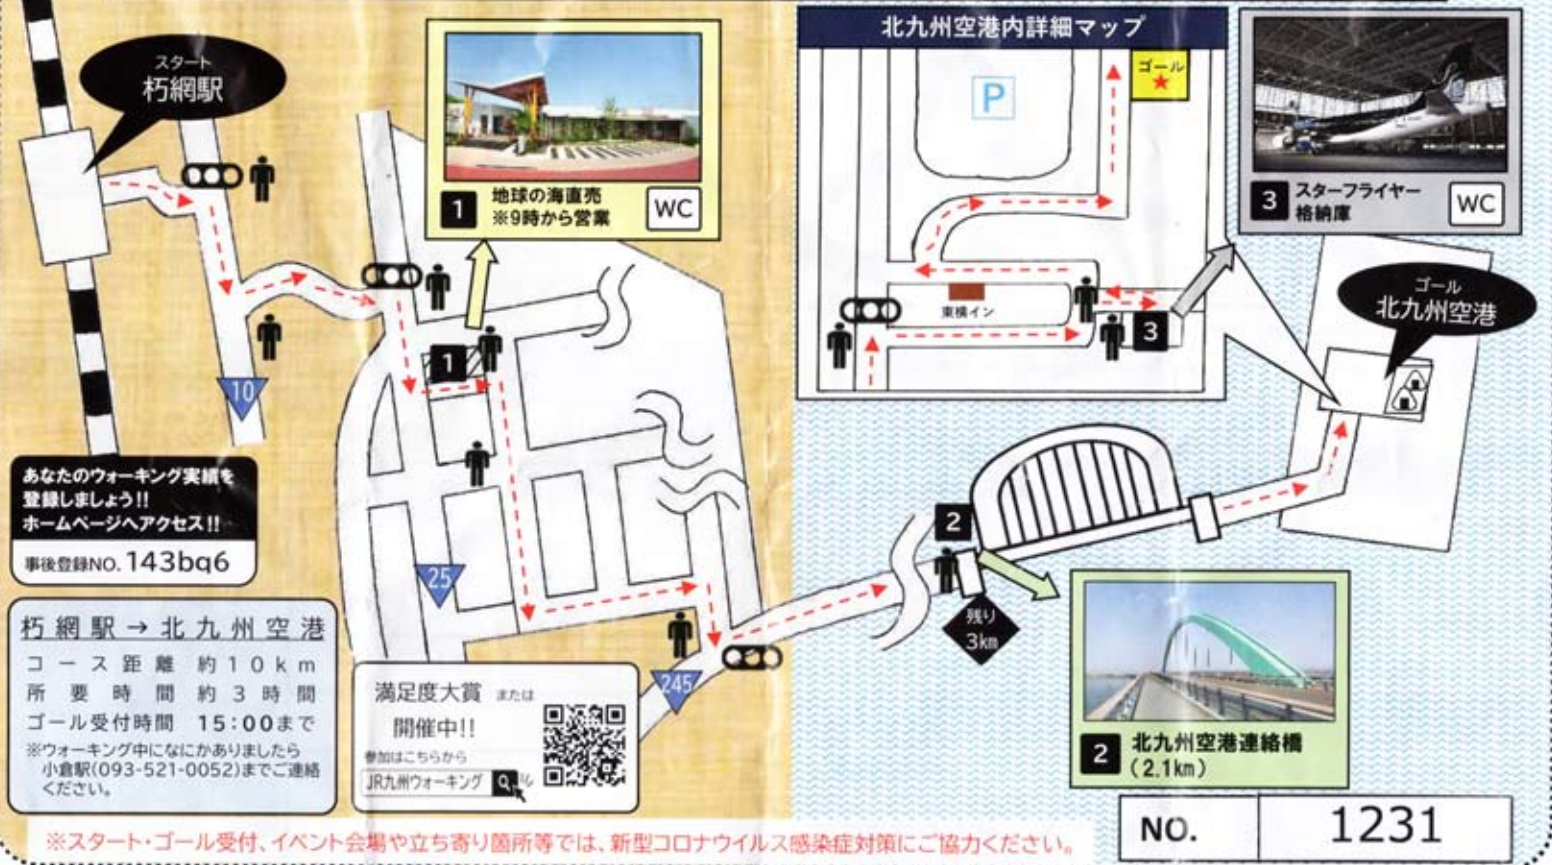 スタート
朽網駅
10
1
地球の海直売
※9時から営業
WC
北九州空港内詳細マップ
P
ゴール
東横イン
3
3
スターフライヤー
格納庫
WC
ゴール
北九州空港
1
25
245
2
残り
3km
2
北九州空港連絡橋
(2.1km)
あなたのウォーキング実績を
登録しましょう!!
ホームページへアクセス!!
事後登録NO. 143bq6
朽網駅→北九州空港
コース距離 約10km
所要時間 約3時間
ゴール受付時間 15:00まで
※ウォーキング中になにかありましたら
小倉駅(093-521-0052)までご連絡
ください。
満足度大賞 または
開催中!!
参加はこちらから
JR九州ウォーキング
NO. 1231
※スタート・ゴール受付、イベント会場や立ち寄り箇所等では、新型コロナウイルス感染症対策にご協力ください。